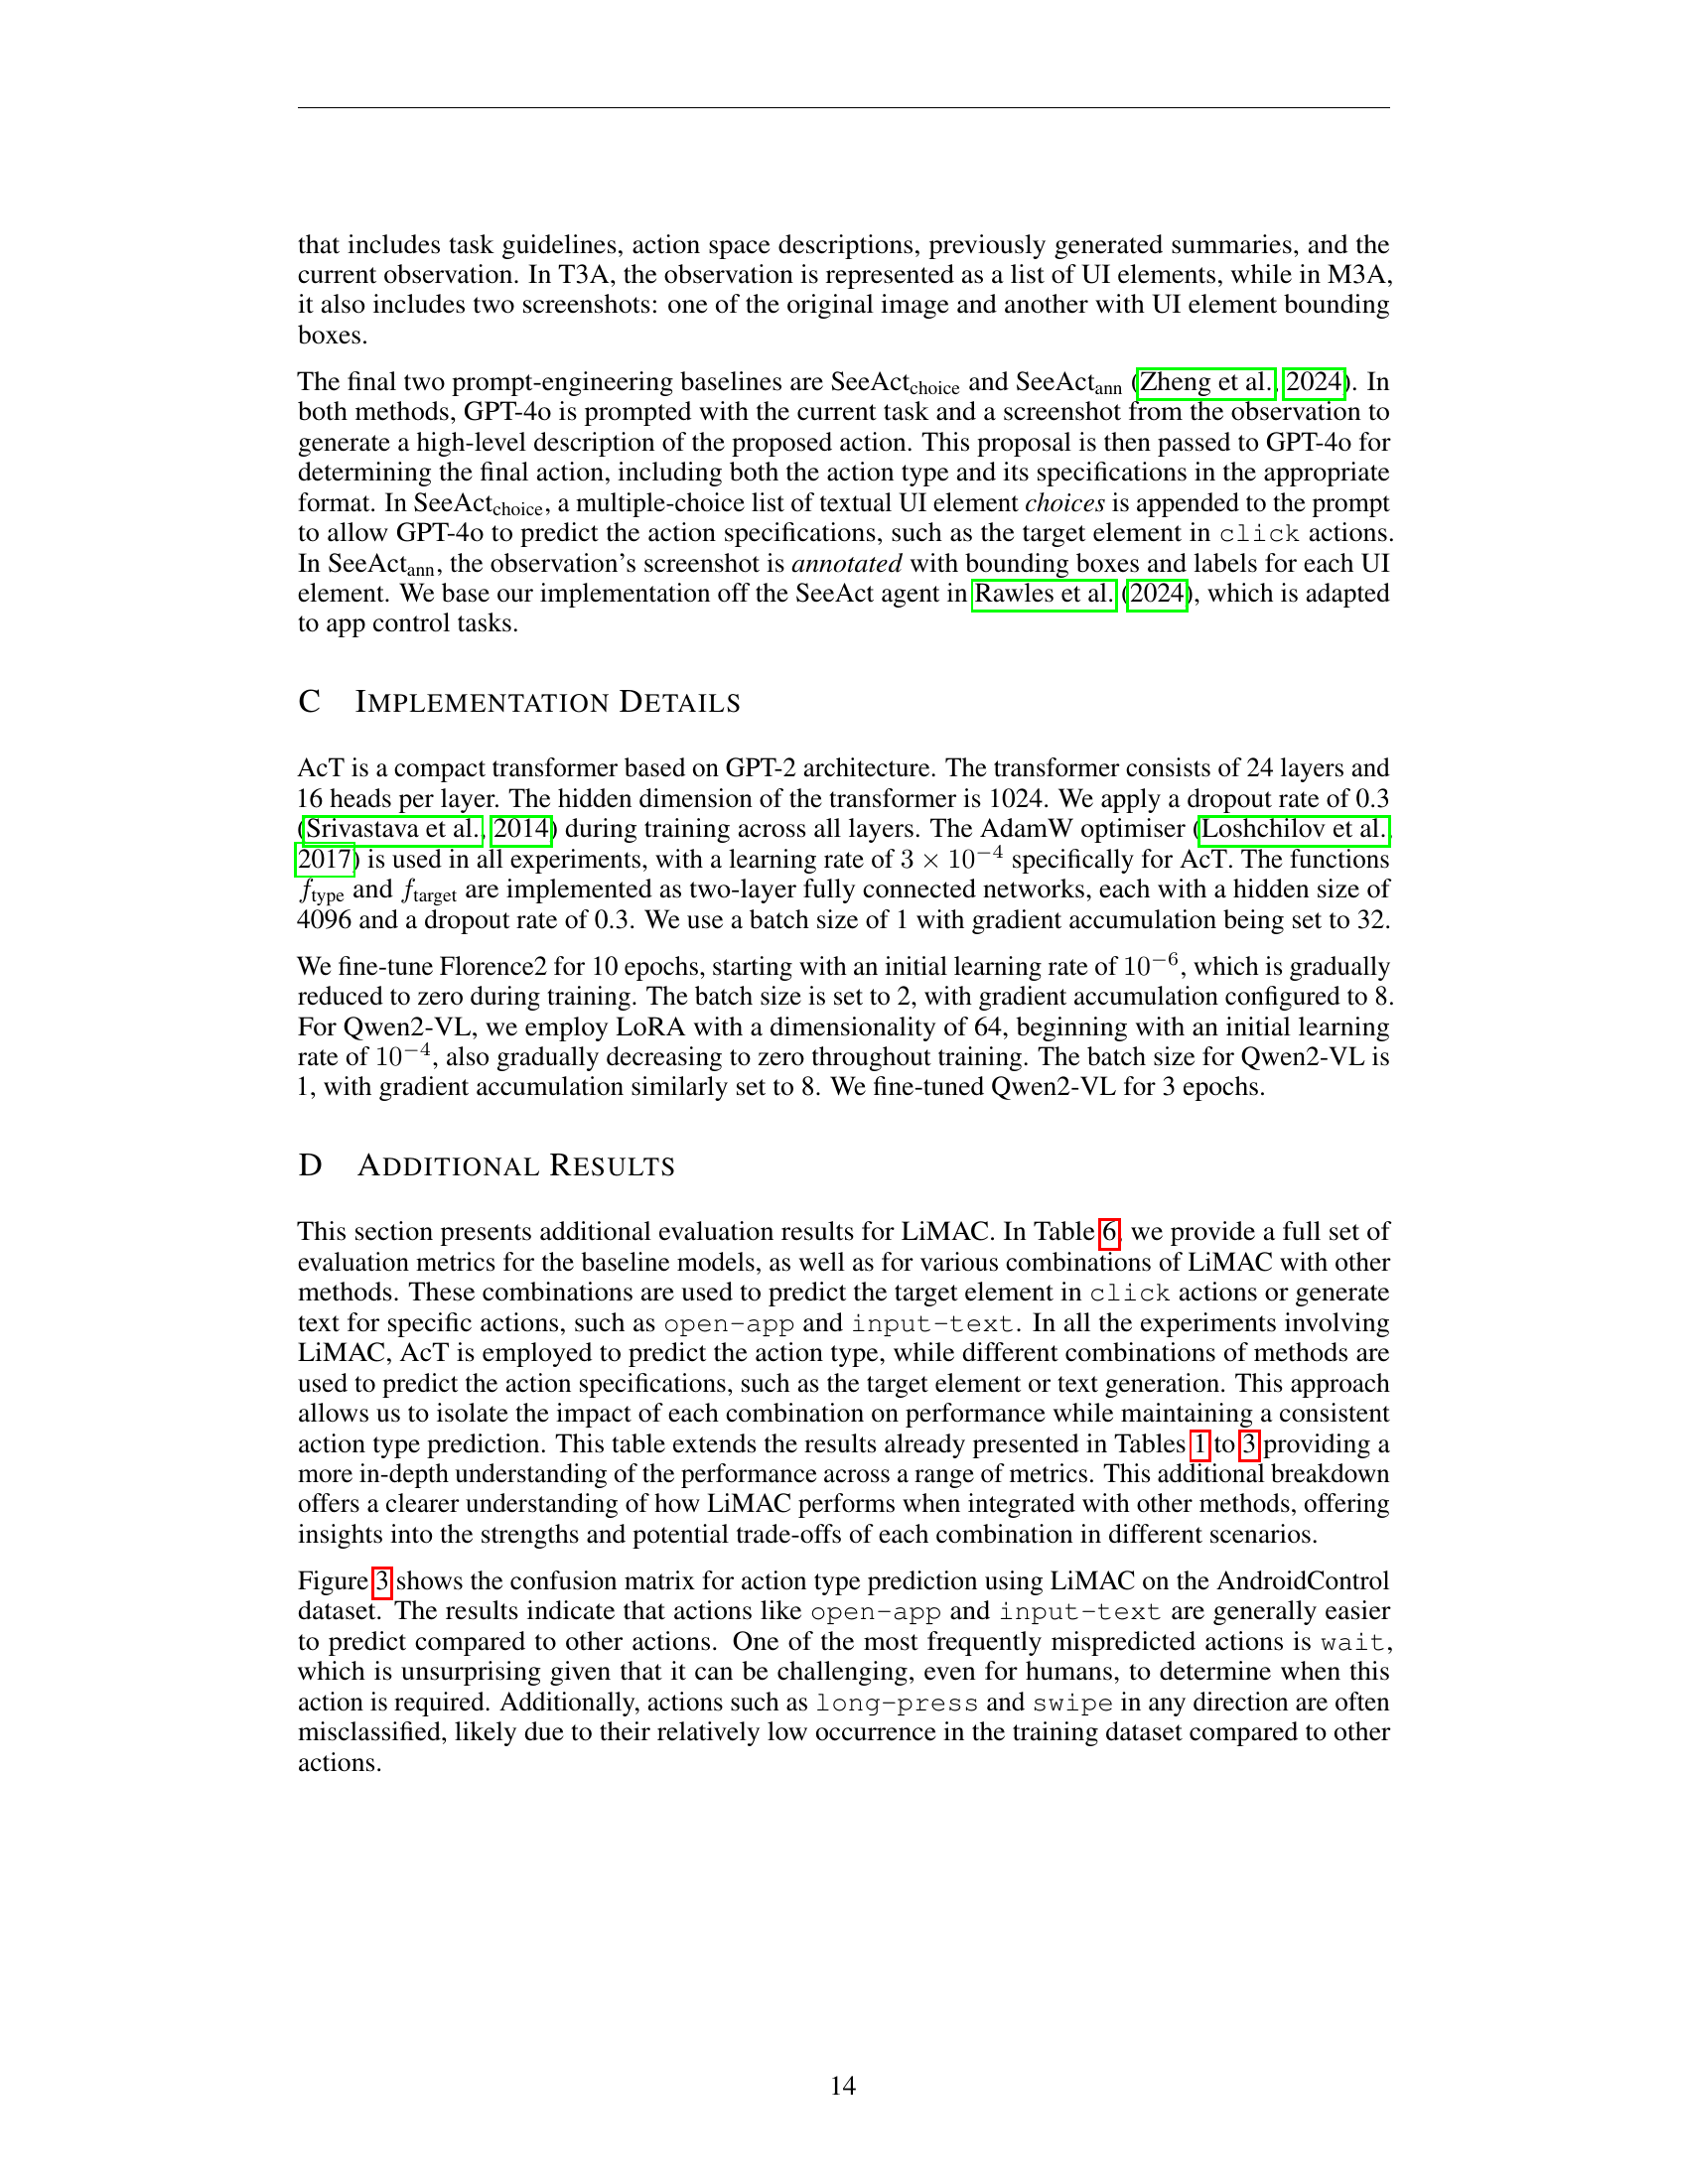 that includes task guidelines, action space descriptions, previously generated summaries, and the
current observation. In T3A, the observation is represented as a list of UI elements, while in M3A,
it also includes two screenshots: one of the original image and another with UI element bounding
boxes.
The final two prompt-engineering baselines are SeeAct_choice and SeeAct_ann (Zheng et al., 2024). In
both methods, GPT-4o is prompted with the current task and a screenshot from the observation to
generate a high-level description of the proposed action. This proposal is then passed to GPT-4o for
determining the final action, including both the action type and its specifications in the appropriate
format. In SeeAct_choice, a multiple-choice list of textual UI element choices is appended to the prompt
to allow GPT-4o to predict the action specifications, such as the target element in click actions.
In SeeAct_ann, the observation's screenshot is annotated with bounding boxes and labels for each UI
element. We base our implementation off the SeeAct agent in Rawles et al. (2024), which is adapted
to app control tasks.
C IMPLEMENTATION DETAILS
AcT is a compact transformer based on GPT-2 architecture. The transformer consists of 24 layers and
16 heads per layer. The hidden dimension of the transformer is 1024. We apply a dropout rate of 0.3
(Srivastava et al., 2014) during training across all layers. The AdamW optimiser (Loshchilov et al.,
2017) is used in all experiments, with a learning rate of 3 × 10⁻⁴ specifically for AcT. The functions
f_type and f_target are implemented as two-layer fully connected networks, each with a hidden size of
4096 and a dropout rate of 0.3. We use a batch size of 1 with gradient accumulation being set to 32.
We fine-tune Florence2 for 10 epochs, starting with an initial learning rate of 10⁻⁶, which is gradually
reduced to zero during training. The batch size is set to 2, with gradient accumulation configured to 8.
For Qwen2-VL, we employ LoRA with a dimensionality of 64, beginning with an initial learning
rate of 10⁻⁴, also gradually decreasing to zero throughout training. The batch size for Qwen2-VL is
1, with gradient accumulation similarly set to 8. We fine-tuned Qwen2-VL for 3 epochs.
D ADDITIONAL RESULTS
This section presents additional evaluation results for LiMAC. In Table 6, we provide a full set of
evaluation metrics for the baseline models, as well as for various combinations of LiMAC with other
methods. These combinations are used to predict the target element in click actions or generate
text for specific actions, such as open-app and input-text. In all the experiments involving
LiMAC, AcT is employed to predict the action type, while different combinations of methods are
used to predict the action specifications, such as the target element or text generation. This approach
allows us to isolate the impact of each combination on performance while maintaining a consistent
action type prediction. This table extends the results already presented in Tables 1 to 3 providing a
more in-depth understanding of the performance across a range of metrics. This additional breakdown
offers a clearer understanding of how LiMAC performs when integrated with other methods, offering
insights into the strengths and potential trade-offs of each combination in different scenarios.
Figure 3 shows the confusion matrix for action type prediction using LiMAC on the AndroidControl
dataset. The results indicate that actions like open-app and input-text are generally easier
to predict compared to other actions. One of the most frequently mispredicted actions is wait,
which is unsurprising given that it can be challenging, even for humans, to determine when this
action is required. Additionally, actions such as long-press and swipe in any direction are often
misclassified, likely due to their relatively low occurrence in the training dataset compared to other
actions.
14